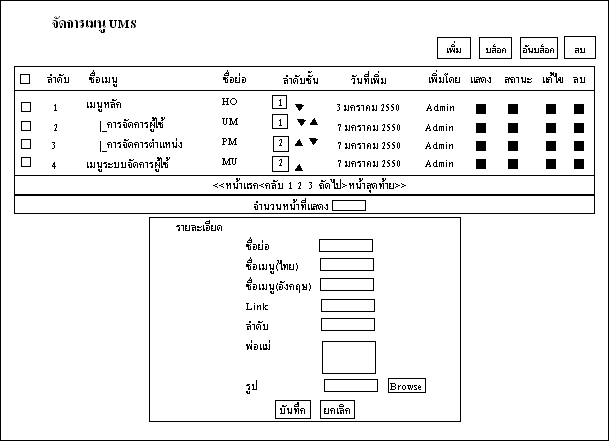 จัดการเมนู UMS
เพิ่ม บล็อค อันบล็อค ลบ
ลำดับ ชื่อเมนู ชื่อย่อ ลำดับชั้น วันที่เพิ่ม เพิ่มโดย แสดง สถานะ แก้ไข ลบ
1 เมนูหลัก HO 1 3 มกราคม 2550 Admin
2 |_การจัดการผู้ใช้ UM 1 7 มกราคม 2550 Admin
3 |_การจัดการตำแหน่ง PM 2 7 มกราคม 2550 Admin
4 เมนูระบบจัดการผู้ใช้ MU 2 7 มกราคม 2550 Admin
<<หน้าแรก<กลับ 1 2 3 ถัดไป>หน้าสุดท้าย>>
จำนวนหน้าที่แสดง
รายละเอียด
ชื่อย่อ
ชื่อเมนู(ไทย)
ชื่อเมนู(อังกฤษ)
Link
ลำดับ
พ่อแม่
รูป Browse
บันทึก ยกเลิก